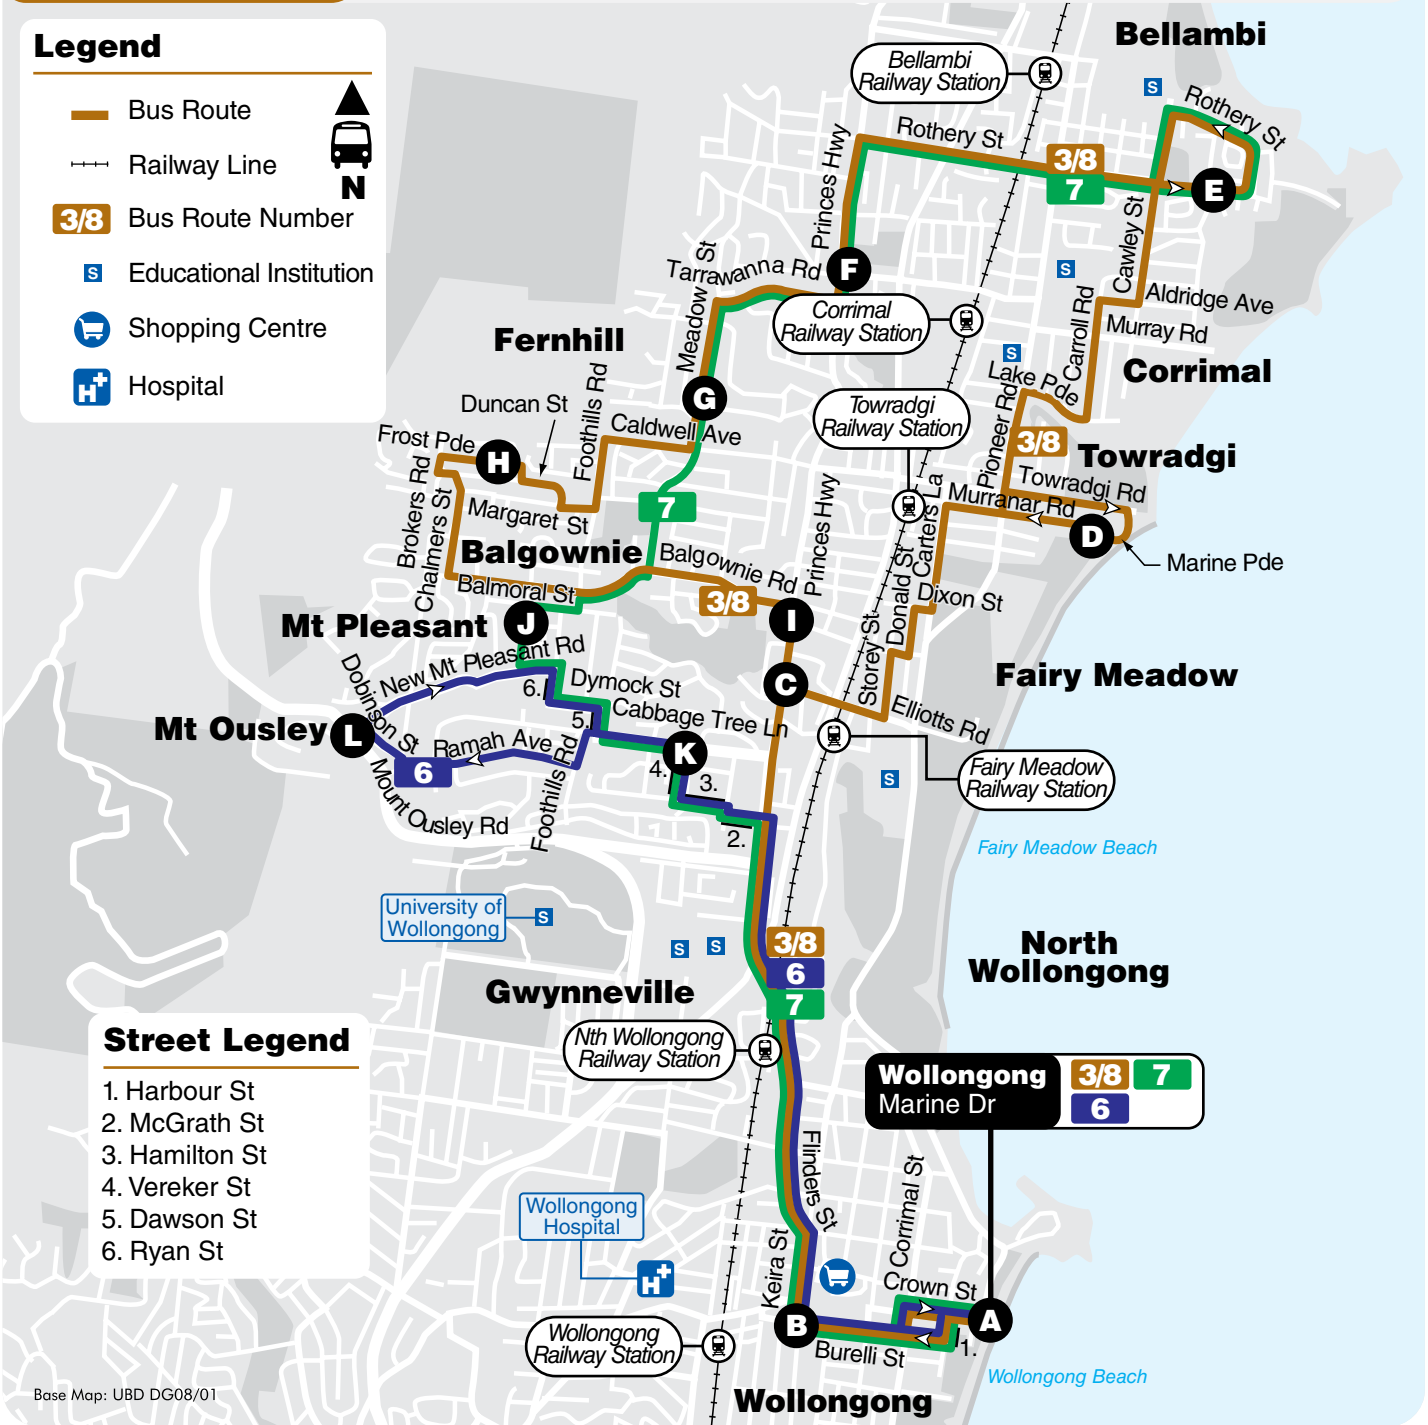 Legend
Bus Route
Railway Line
N
3/8 Bus Route Number
S Educational Institution
Shopping Centre
H Hospital
Bellambi
Bellambi
Railway Station
S
Rothery St
Rothery St
Princes Hwy
3/8
7
E
Cawley St
Meadow St
Tarrawanna Rd
F
S
Aldridge Ave
Corrimal
Railway Station
Carroll Rd
Murray Rd
Fernhill
S
Lake Pde
Corrimal
Foothills Rd
G
Duncan St
Towradgi
Railway Station
Pioneer Rd
Caldwell Ave
Frost Pde
H
3/8
Towradgi
Brokers Rd
Chalmers St
Margaret St
7
Princes Hwy
Carters La
Murranar Rd
Towradgi Rd
D
Marine Pde
Balgownie
Balgownie Rd
Balmoral St
3/8
Donald St
Dixon St
Mt Pleasant
J
I
Storey St
New Mt Pleasant Rd
Dobinson St
6.
Dymock St
C
Fairy Meadow
Elliotts Rd
5.
Cabbage Tree Ln
Mt Ousley
L
Ramah Ave
K
6
Foothills Rd
4.
3.
Fairy Meadow
Railway Station
S
Mount Ousley Rd
2.
Fairy Meadow Beach
University of
Wollongong
S
S
S
3/8
6
7
North
Wollongong
Gwynneville
Nth Wollongong
Railway Station
Street Legend
1. Harbour St
2. McGrath St
3. Hamilton St
4. Vereker St
5. Dawson St
6. Ryan St
Wollongong
Marine Dr
3/8
7
6
Flinders St
Corrimal St
Wollongong
Hospital
H
Keira St
Crown St
B
A
Burelli St
1.
Wollongong
Railway Station
Wollongong Beach
Wollongong
Base Map: UBD DG08/01